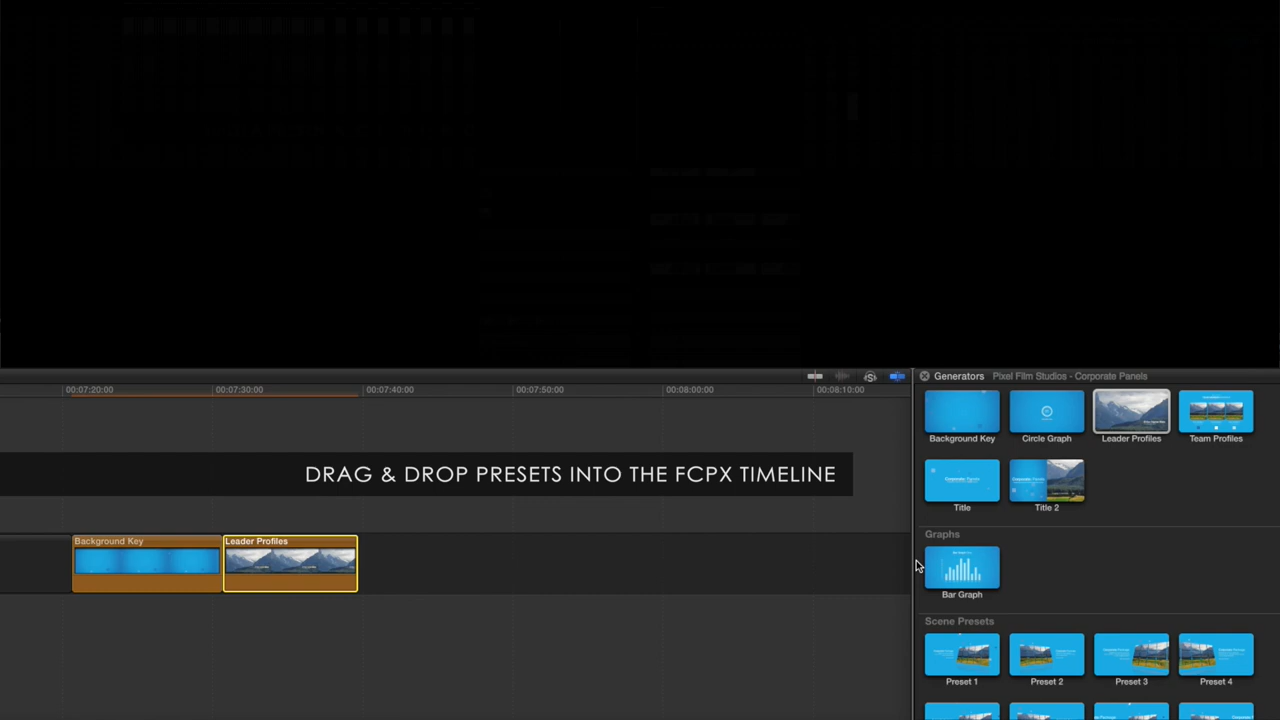 00:07:20:00
00:07:30:00
00:07:40:00
00:07:50:00
00:08:00:00
00:08:10:00
Generators Pixel Film Studios - Corporate Panels
Background Key
Circle Graph
Leader Profiles
Team Profiles
DRAG & DROP PRESETS INTO THE FCPX TIMELINE
Title
Title 2
Graphs
Background Key
Leader Profiles
Bar Graph
Scene Presets
Preset 1
Preset 2
Preset 3
Preset 4